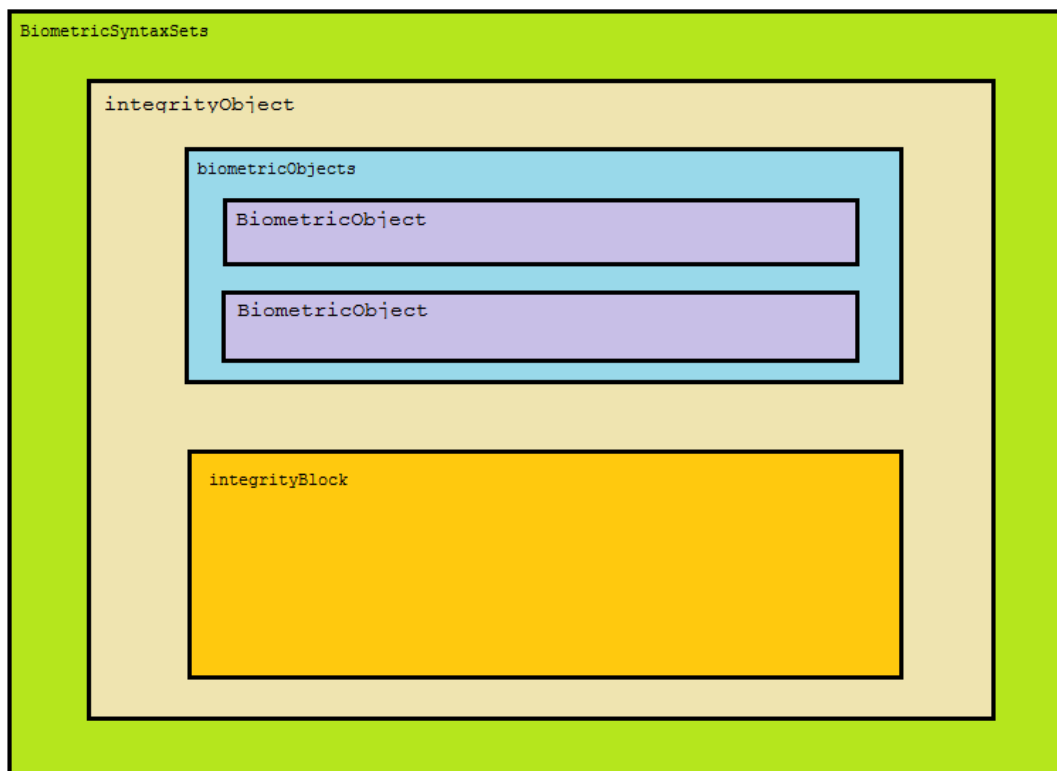 BiometricSyntaxSets
integrityObject
biometricObjects
BiometricObject
BiometricObject
integrityBlock